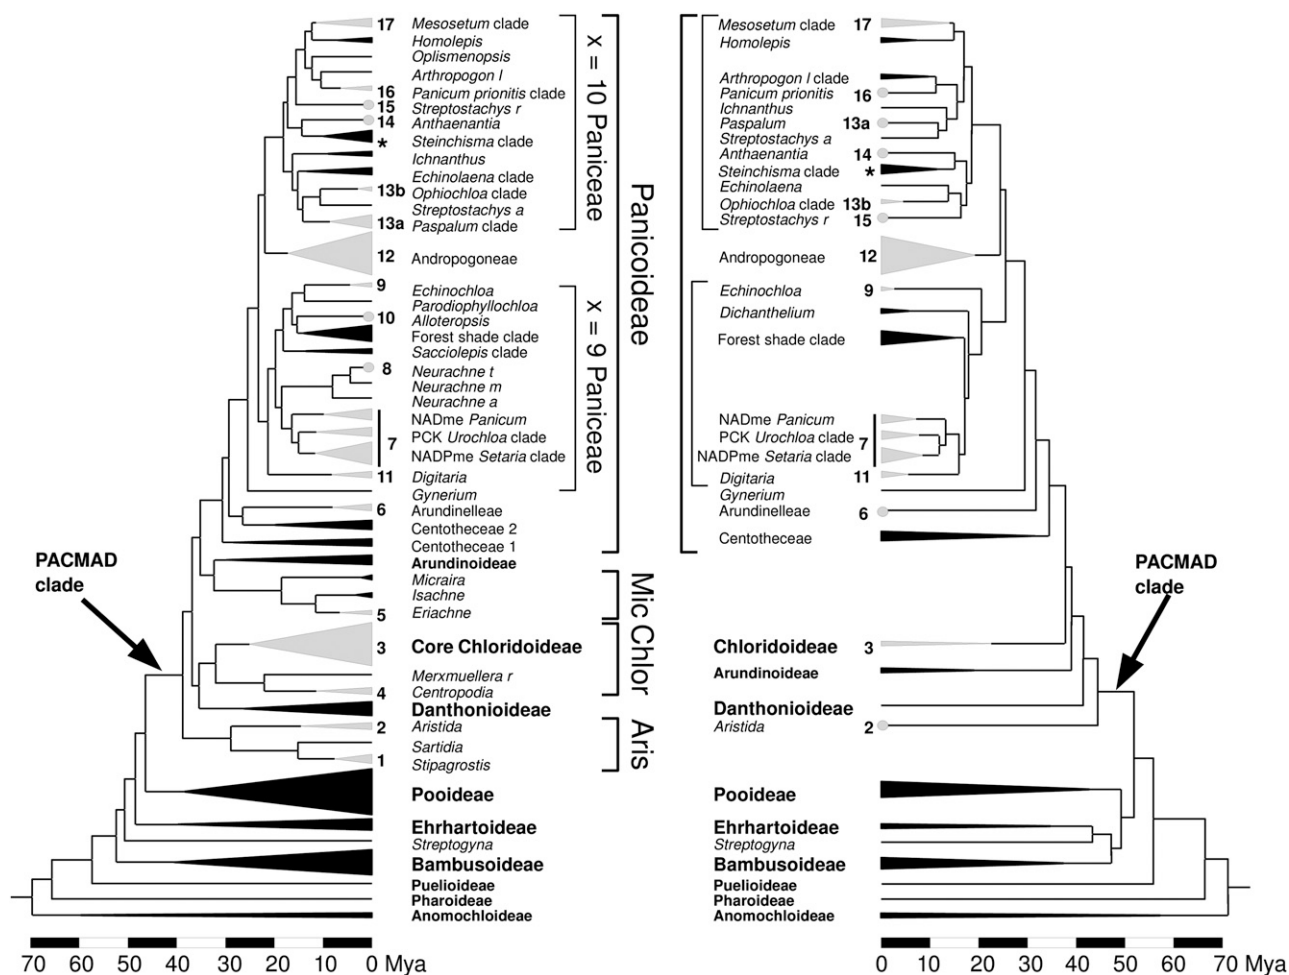 17 Mesosetum clade
Homolepis
Oplismenopsis
Arthropogon l
16 Panicum prionitis clade
15 Streptostachys r
14 Anthaenantia
* Steinchisma clade
Ichnanthus
Echinolaena clade
13b Ophiochloa clade
Streptostachys a
13a Paspalum clade
12 Andropogoneae
9 Echinochloa
Parodiophyllochloa
10 Alloteropsis
Forest shade clade
Sacciolepis clade
8 Neurachne t
Neurachne m
Neurachne a
NADme Panicum
7 PCK Urochloa clade
NADPme Setaria clade
11 Digitaria
Gynerium
6 Arundinelleae
Centotheceae 2
Centotheceae 1
Arundinoideae
Micraira
Isachne
5 Eriachne
3 Core Chloridoideae
Merxmuellera r
4 Centropodia
Danthonioideae
2 Aristida
Sartidia
1 Stipagrostis
Pooideae
Ehrhartoideae
Streptogyna
Bambusoideae
Puelioideae
Pharoideae
Anomochloideae
PACMAD
clade
70 60 50 40 30 20 10 0 Mya
x = 10 Paniceae
x = 9 Paniceae
Panicoideae
Mic
Chlor
Aris
Mesosetum clade 17
Homolepis
Arthropogon l clade
Panicum prionitis 16
Ichnanthus
Paspalum 13a
Streptostachys a
Anthaenantia 14
Steinchisma clade *
Echinolaena
Ophiochloa clade 13b
Streptostachys r 15
Andropogoneae 12
Echinochloa 9
Dichanthelium
Forest shade clade
NADme Panicum
PCK Urochloa clade 7
NADPme Setaria clade
Digitaria 11
Gynerium
Arundinelleae 6
Centotheceae
Chloridoideae 3
Arundinoideae
Danthonioideae
Aristida 2
Pooideae
Ehrhartoideae
Streptogyna
Bambusoideae
Puelioideae
Pharoideae
Anomochloideae
PACMAD
clade
0 10 20 30 40 50 60 70 Mya